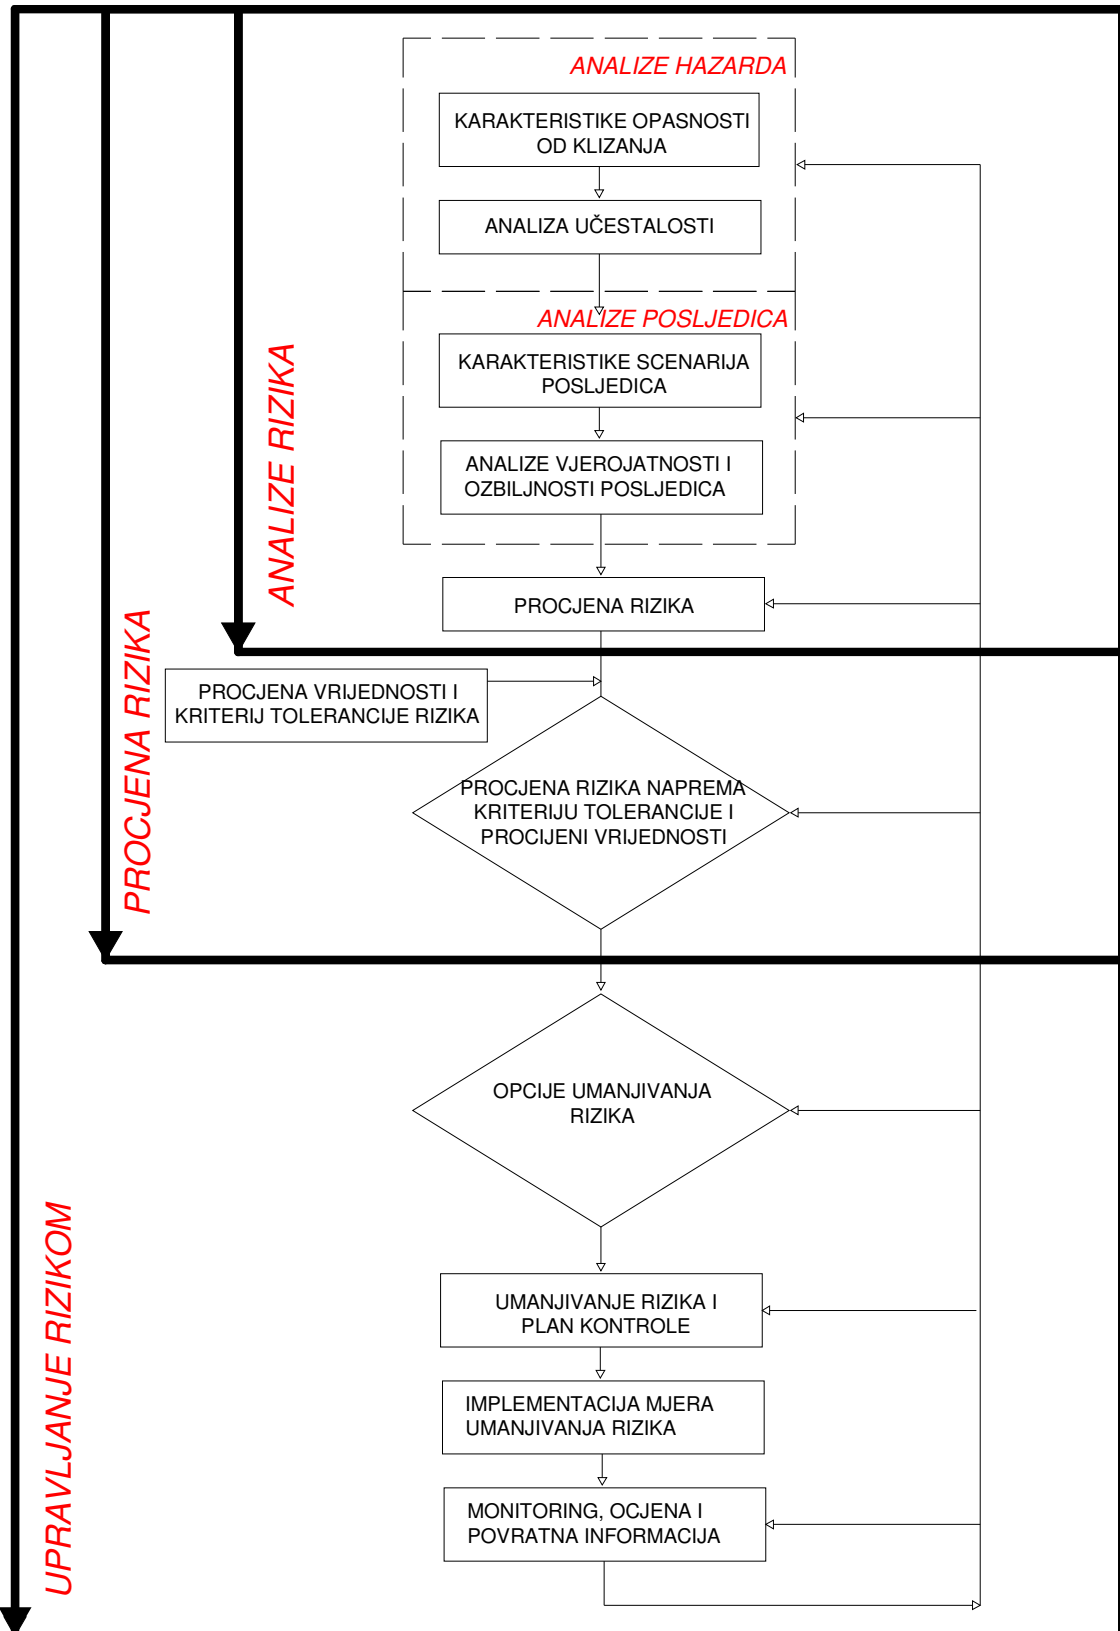 ANALIZE HAZARDA
KARAKTERISTIKE OPASNOSTI
OD KLIZANJA
ANALIZA UČESTALOSTI
ANALIZE POSLJEDICA
KARAKTERISTIKE SCENARIJA
POSLJEDICA
ANALIZE VJEROJATNOSTI I
OZBILJNOSTI POSLJEDICA
PROCJENA RIZIKA
ANALIZE RIZIKA
PROCJENA VRIJEDNOSTI I
KRITERIJ TOLERANCIJE RIZIKA
PROCJENA RIZIKA NAPREMA
KRITERIJU TOLERANCIJE I
PROCIJENI VRIJEDNOSTI
PROCJENA RIZIKA
OPCIJE UMANJIVANJA
RIZIKA
UMANJIVANJE RIZIKA I
PLAN KONTROLE
IMPLEMENTACIJA MJERA
UMANJIVANJA RIZIKA
MONITORING, OCJENA I
POVRATNA INFORMACIJA
UPRAVLJANJE RIZIKOM